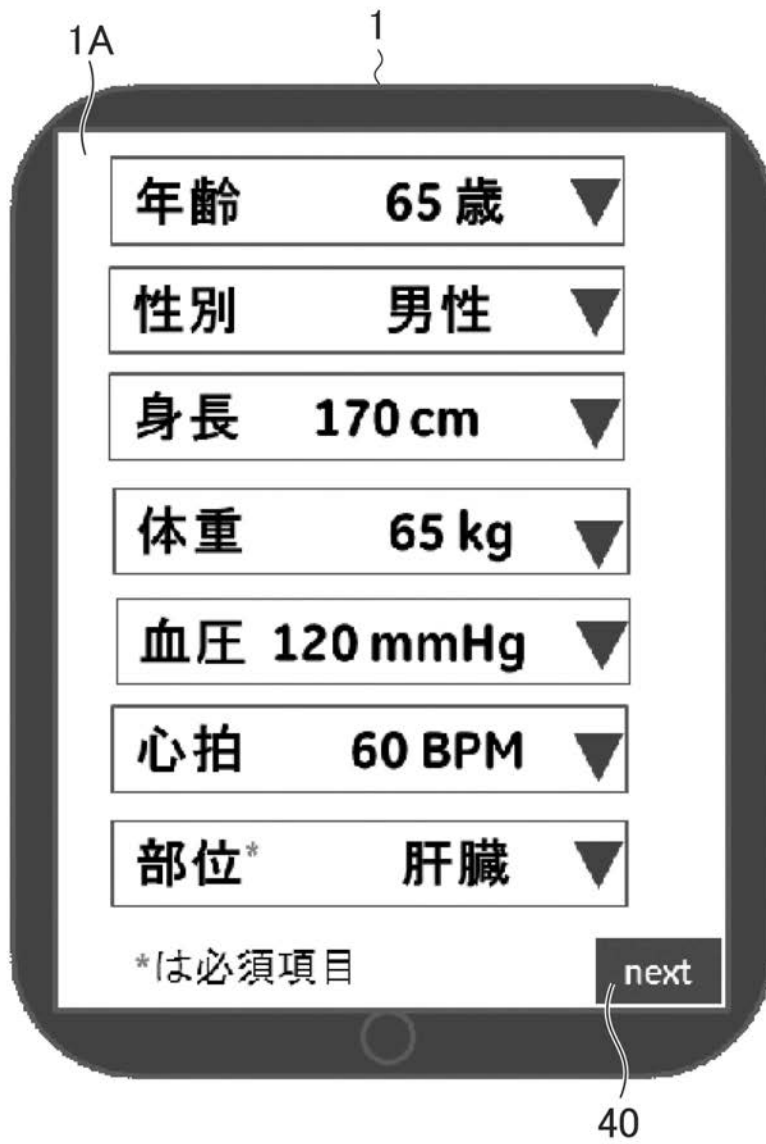 1A
1
年齢 65 歳 ▼
性別 男性 ▼
身長 170 cm ▼
体重 65 kg ▼
血圧 120 mmHg ▼
心拍 60 BPM ▼
部位* 肝臓 ▼
*は必須項目
next
40